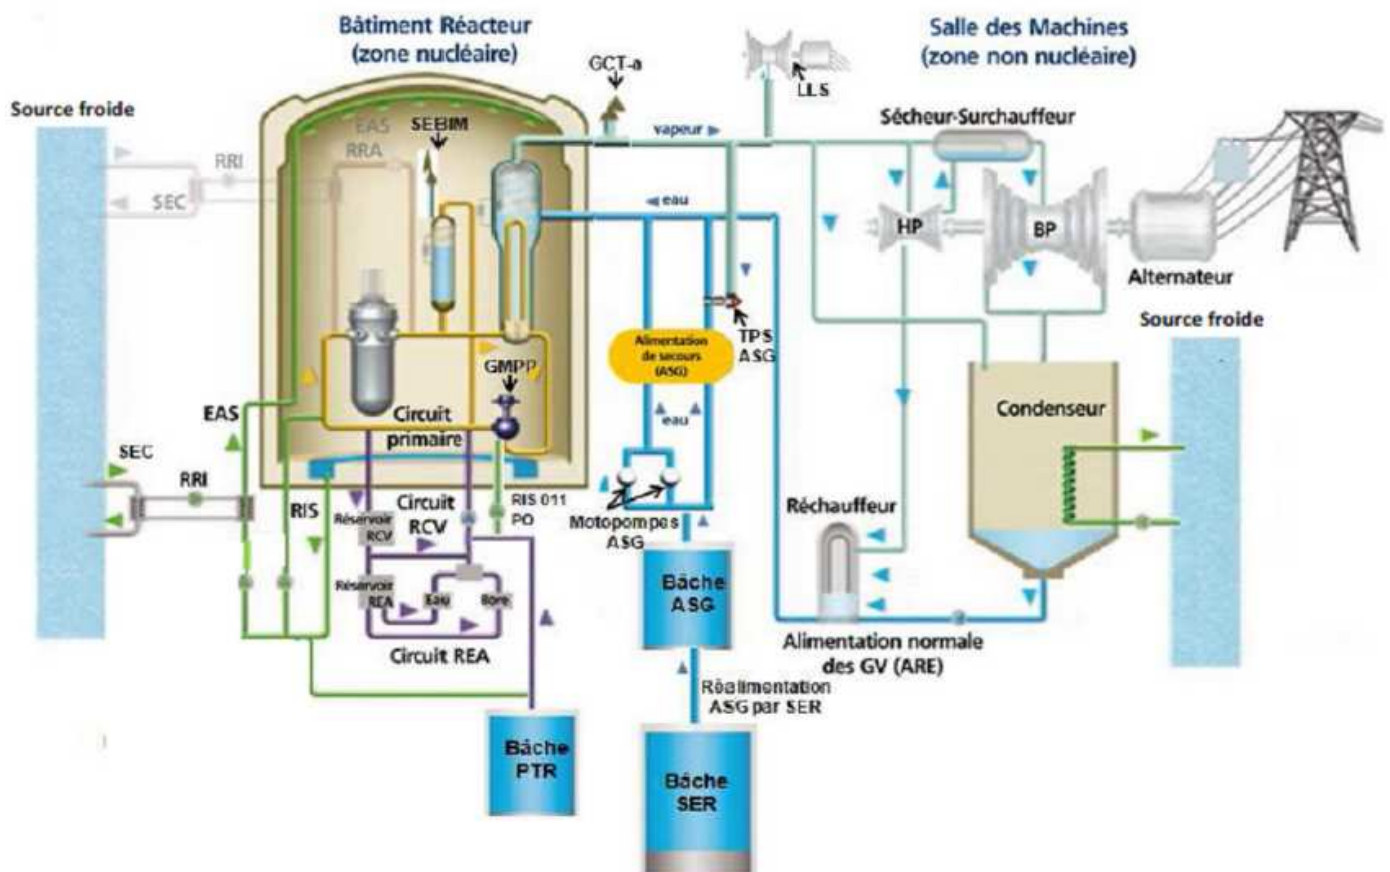 Bâtiment Réacteur
(zone nucléaire)
Salle des Machines
(zone non nucléaire)
GCT-a
LLS
Source froide
EAS
SEBIM
RRA
RRI
SEC
vapeur
Sécheur-Surchauffeur
eau
HP
BP
Alternateur
Source froide
TPS
ASG
Alimentation
de secours
(ASG)
GMPP
Circuit
primaire
eau
Condenseur
EAS
SEC
RRI
RIS
Circuit
RCV
RIS 011
PO
Motopompes
ASG
Réchauffeur
Réservoir
RCV
Réservoir
REA
Eau
Bore
Bâche
ASG
Circuit REA
Alimentation normale
des GV (ARE)
Réalimentation
ASG par SER
Bâche
PTR
Bâche
SER